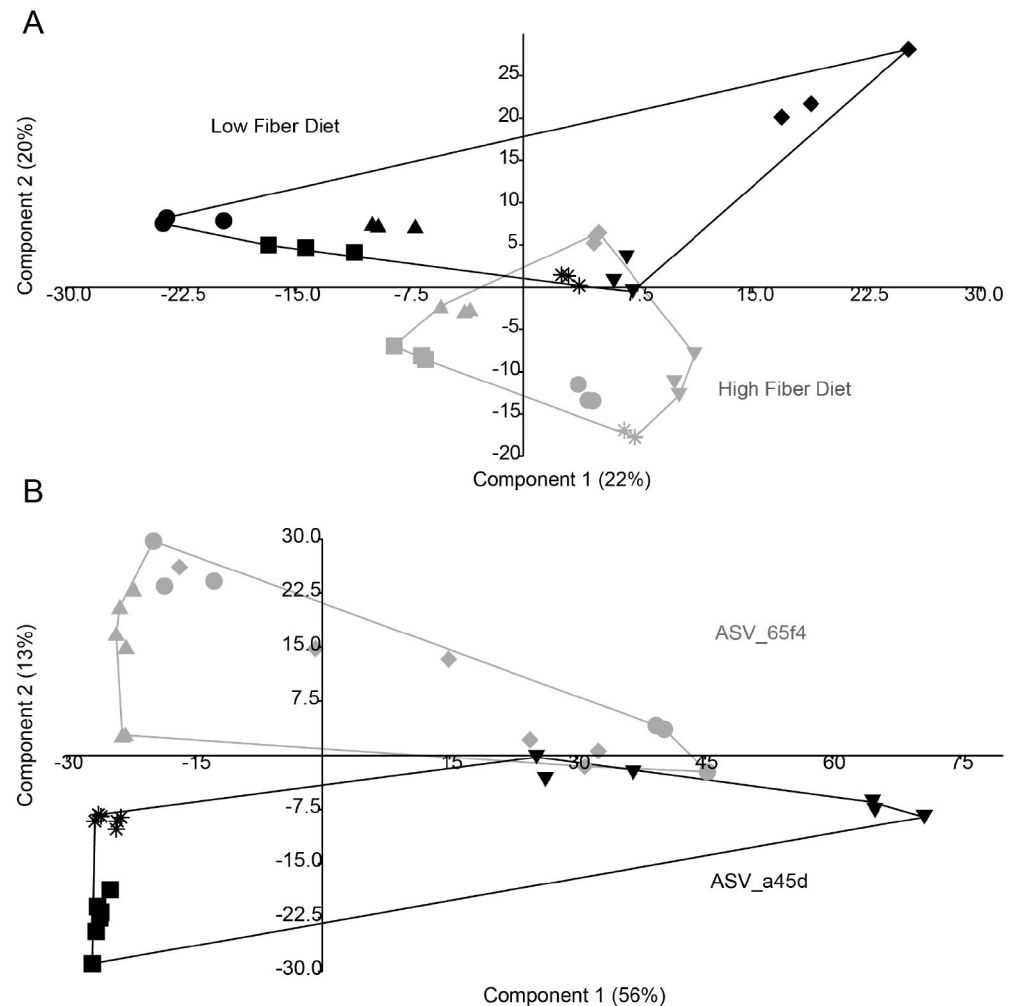 A
Component 2 (20%)
Low Fiber Diet
25
20
15
10
5
-30.0 -22.5 -15.0 -7.5 7.5 15.0 22.5 30.0
-5
-10
-15
-20
High Fiber Diet
Component 1 (22%)
B
Component 2 (13%)
30.0
22.5
15.0
7.5
ASV_65f4
-30 -15 15 30 45 60 75
-7.5
-15.0
-22.5
-30.0
ASV_a45d
Component 1 (56%)